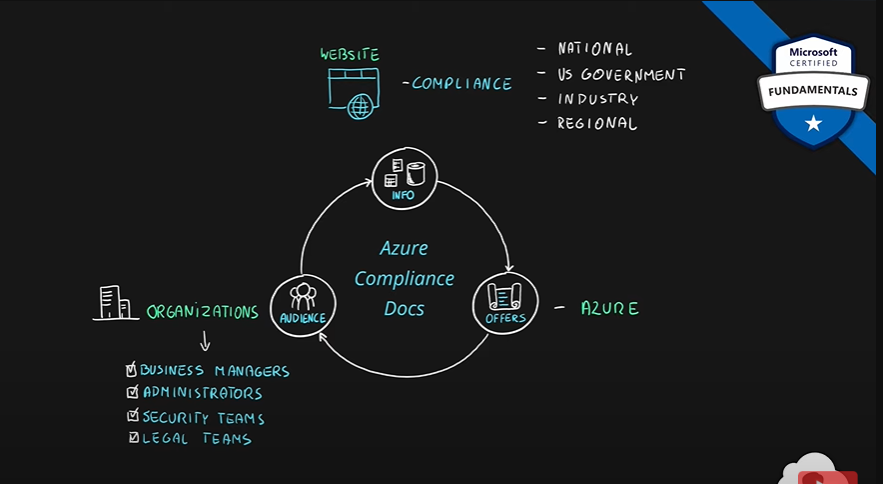 WEBSITE
- COMPLIANCE
- NATIONAL
- US GOVERNMENT
- INDUSTRY
- REGIONAL
Microsoft
CERTIFIED
FUNDAMENTALS
INFO
Azure
Compliance
Docs
AUDIENCE
OFFERS
- AZURE
ORGANIZATIONS
BUSINESS MANAGERS
ADMINISTRATORS
SECURITY TEAMS
LEGAL TEAMS